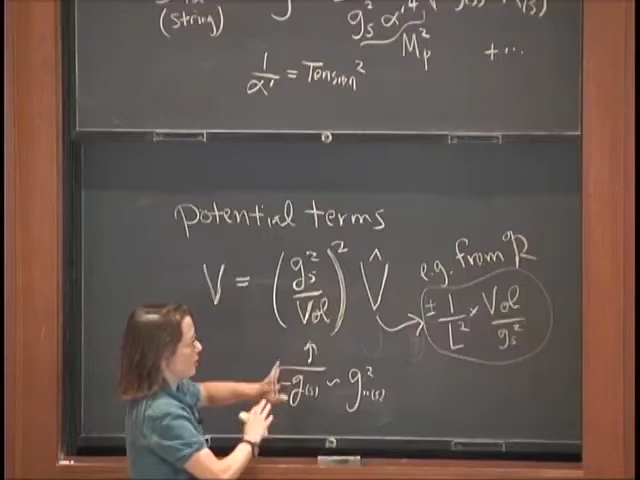 (string)
g_s^2 α'^4
M_p^2
+ ...
1/α' = Tension^2
potential terms
V = (g_s^2/Vol)^2 V̂
e.g. from R
± 1/L^2 × Vol/g_s^2
↑
√-g_(s) ~ g^2_{11(s)}